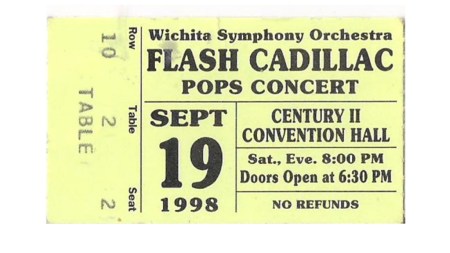 Row Table Seat
10 2 2
TABLE
Wichita Symphony Orchestra
FLASH CADILLAC
POPS CONCERT
SEPT
19
1998
CENTURY II
CONVENTION HALL
Sat., Eve. 8:00 PM
Doors Open at 6:30 PM
NO REFUNDS